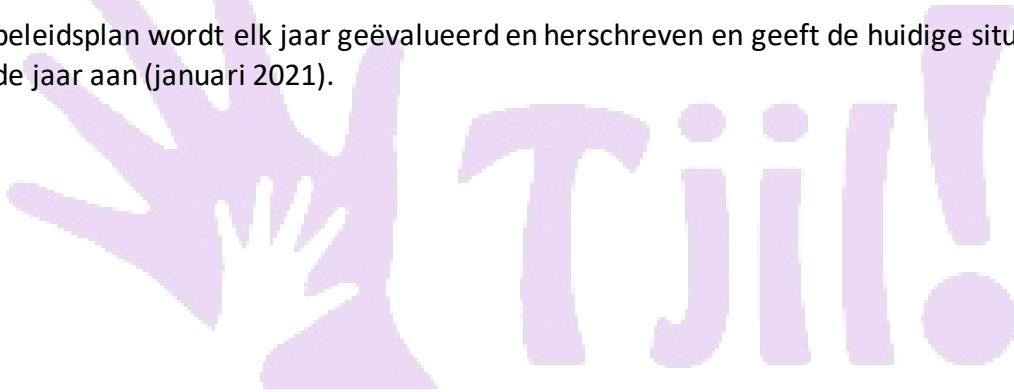 beleidsplan wordt elk jaar geëvalueerd en herschreven en geeft de huidige situ
de jaar aan (januari 2021).
Tjil!